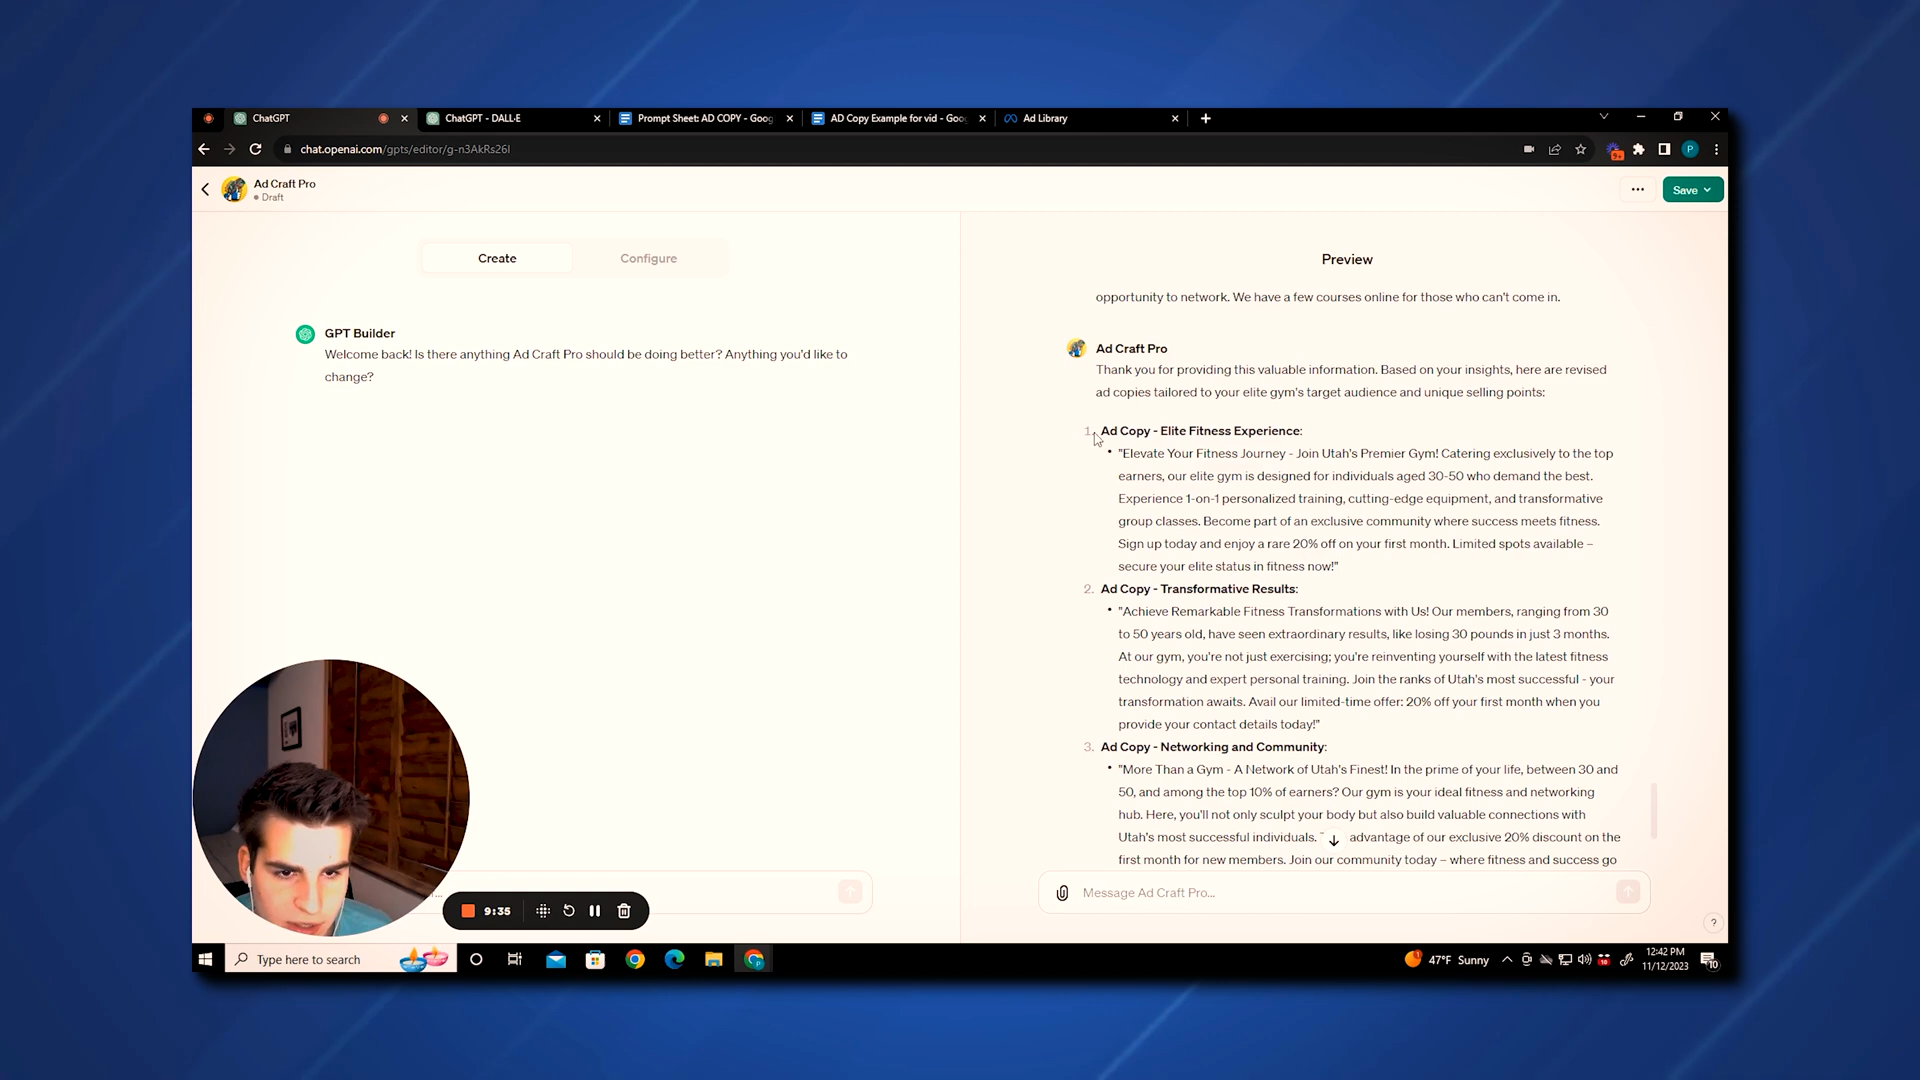 ChatGPT
ChatGPT - DALL·E
Prompt Sheet: AD COPY - Goog
AD Copy Example for vid - Goog
Ad Library
chat.openai.com/gpts/editor/g-n3AkRs26I
9+
P
Ad Craft Pro
Draft
Save
Create
Configure
GPT Builder
Welcome back! Is there anything Ad Craft Pro should be doing better? Anything you'd like to
change?
9:35
Preview
opportunity to network. We have a few courses online for those who can't come in.
Ad Craft Pro
Thank you for providing this valuable information. Based on your insights, here are revised
ad copies tailored to your elite gym's target audience and unique selling points:
1. Ad Copy - Elite Fitness Experience:
• "Elevate Your Fitness Journey - Join Utah's Premier Gym! Catering exclusively to the top
earners, our elite gym is designed for individuals aged 30-50 who demand the best.
Experience 1-on-1 personalized training, cutting-edge equipment, and transformative
group classes. Become part of an exclusive community where success meets fitness.
Sign up today and enjoy a rare 20% off on your first month. Limited spots available –
secure your elite status in fitness now!"
2. Ad Copy - Transformative Results:
• "Achieve Remarkable Fitness Transformations with Us! Our members, ranging from 30
to 50 years old, have seen extraordinary results, like losing 30 pounds in just 3 months.
At our gym, you're not just exercising; you're reinventing yourself with the latest fitness
technology and expert personal training. Join the ranks of Utah's most successful - your
transformation awaits. Avail our limited-time offer: 20% off your first month when you
provide your contact details today!"
3. Ad Copy - Networking and Community:
• "More Than a Gym - A Network of Utah's Finest! In the prime of your life, between 30 and
50, and among the top 10% of earners? Our gym is your ideal fitness and networking
hub. Here, you'll not only sculpt your body but also build valuable connections with
Utah's most successful individuals. advantage of our exclusive 20% discount on the
first month for new members. Join our community today – where fitness and success go
Message Ad Craft Pro...
?
Type here to search
47°F Sunny
12:42 PM
11/12/2023
10